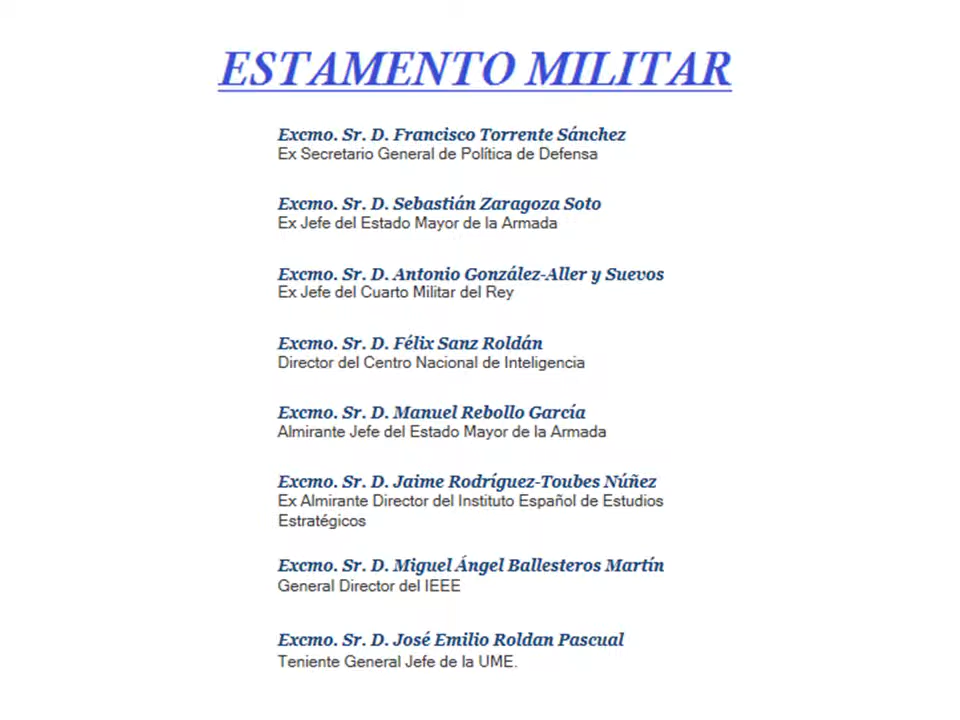 ESTAMENTO MILITAR
Excmo. Sr. D. Francisco Torrente Sánchez
Ex Secretario General de Política de Defensa
Excmo. Sr. D. Sebastián Zaragoza Soto
Ex Jefe del Estado Mayor de la Armada
Excmo. Sr. D. Antonio González-Aller y Suevos
Ex Jefe del Cuarto Militar del Rey
Excmo. Sr. D. Félix Sanz Roldán
Director del Centro Nacional de Inteligencia
Excmo. Sr. D. Manuel Rebollo García
Almirante Jefe del Estado Mayor de la Armada
Excmo. Sr. D. Jaime Rodríguez-Toubes Núñez
Ex Almirante Director del Instituto Español de Estudios
Estratégicos
Excmo. Sr. D. Miguel Ángel Ballesteros Martín
General Director del IEEE
Excmo. Sr. D. José Emilio Roldan Pascual
Teniente General Jefe de la UME.